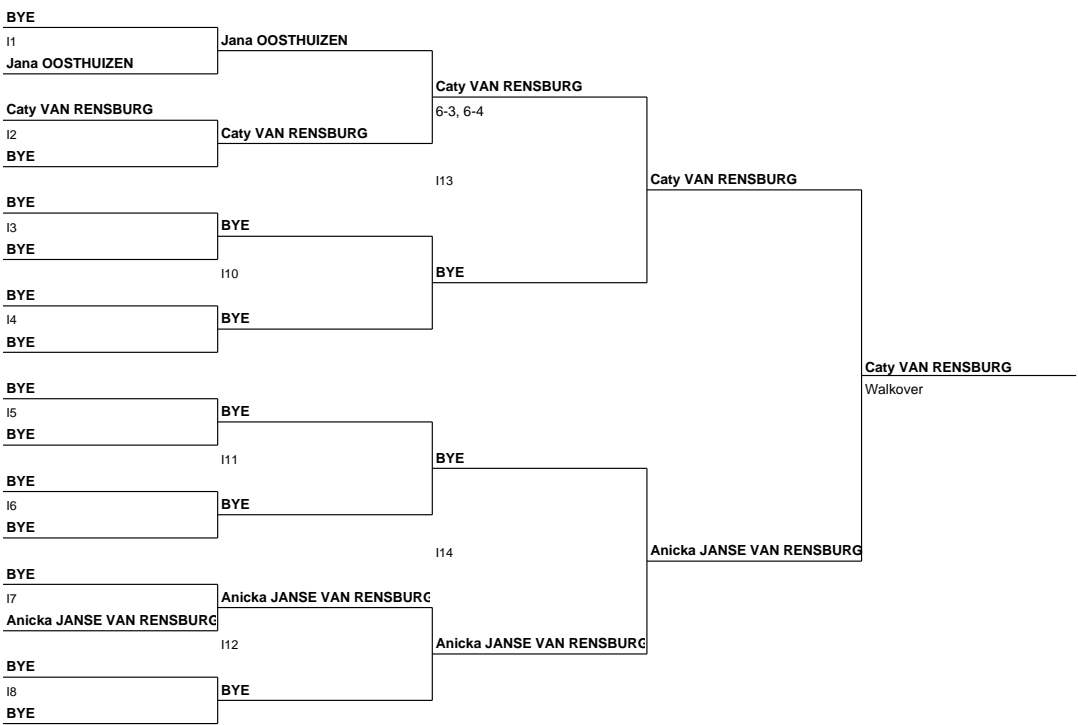 BYE
I1
Jana OOSTHUIZEN
Caty VAN RENSBURG
I2
BYE
BYE
I3
BYE
BYE
I4
BYE
BYE
I5
BYE
BYE
I6
BYE
BYE
I7
Anicka JANSE VAN RENSBURG
BYE
I8
BYE
Jana OOSTHUIZEN
Caty VAN RENSBURG
BYE
I10
BYE
BYE
I11
BYE
Anicka JANSE VAN RENSBURG
I12
BYE
Caty VAN RENSBURG
6-3, 6-4
I13
BYE
BYE
I14
Anicka JANSE VAN RENSBURG
Caty VAN RENSBURG
Anicka JANSE VAN RENSBURG
Caty VAN RENSBURG
Walkover